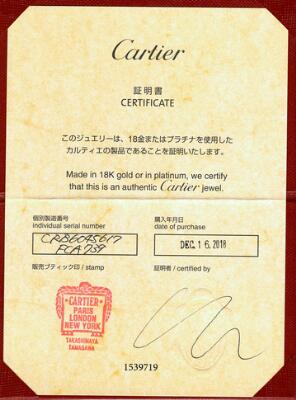 Cartier
証明書
CERTIFICATE
このジュエリーは、18金またはプラチナを使用した
カルティエの製品であることを証明いたします。
Made in 18K gold or in platinum, we certify
that this is an authentic Cartier jewel.
個別製造番号
individual serial number
CRB6045617
FCA739
購入年月日
date of purchase
DEC. 16. 2018
販売ブティック印 / stamp
証明者 / certified by
CARTIER
PARIS
LONDON
NEW YORK
TAKASHIMAYA
TAMAGAWA
1539719